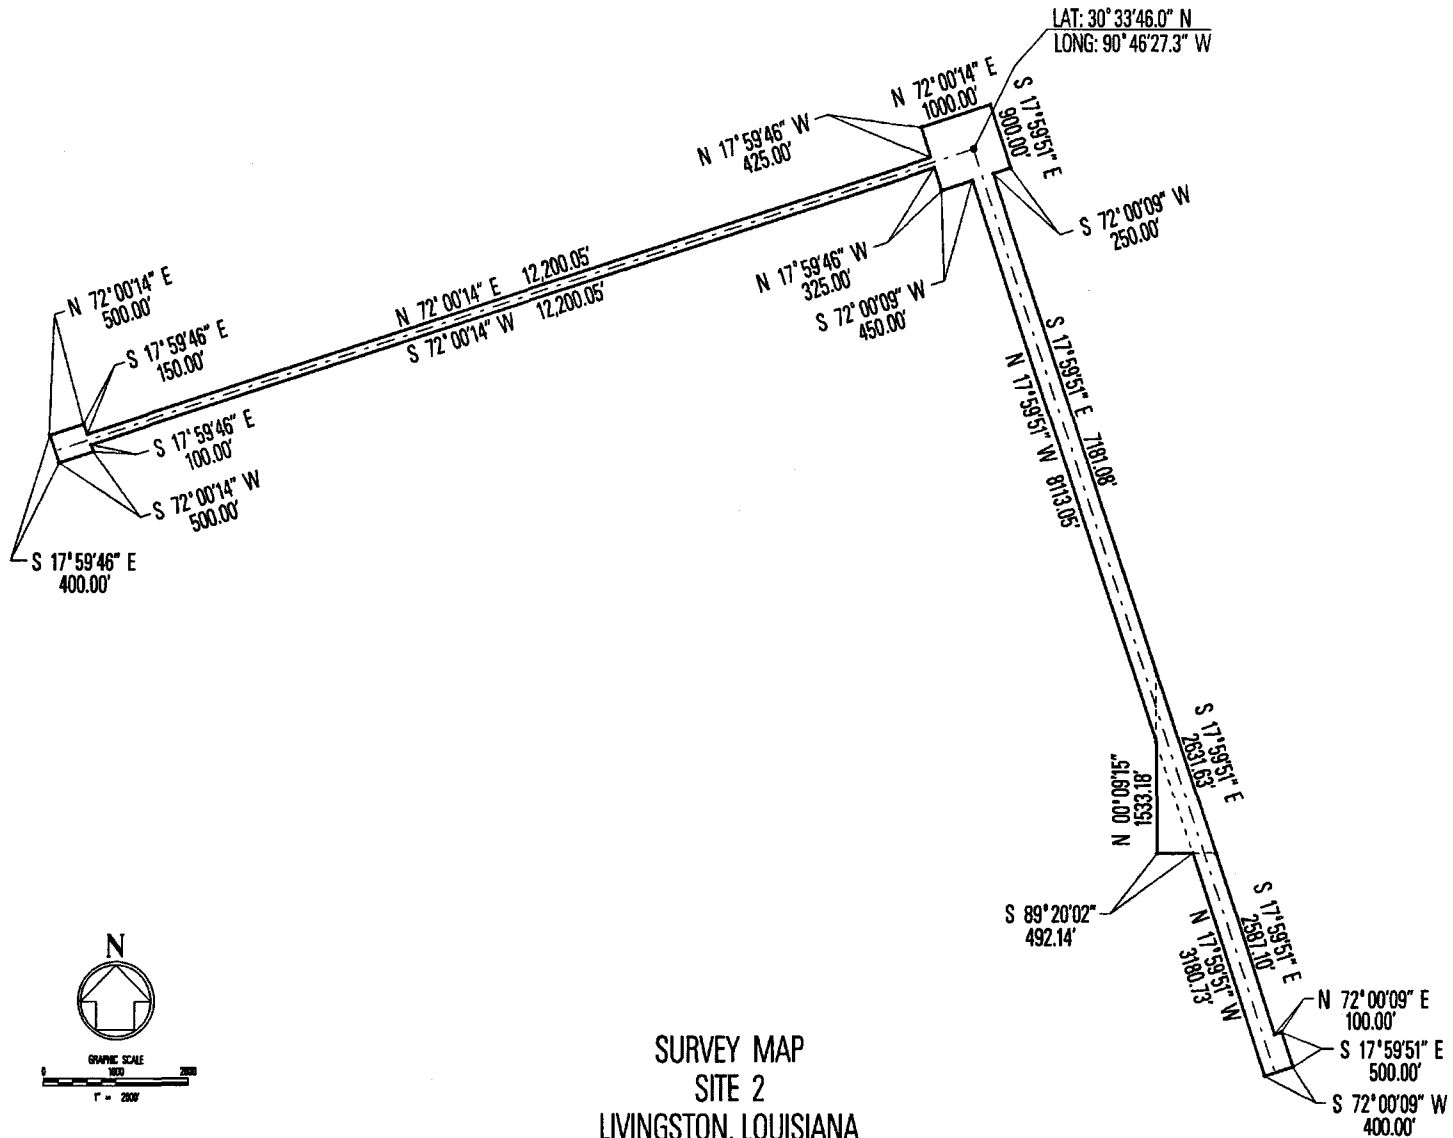 LAT: 30°33'46.0" N
LONG: 90°46'27.3" W
N 72°00'14" E
1000.00'
S 17°59'51" E
900.00'
N 17°59'46" W
425.00'
S 72°00'09" W
250.00'
N 17°59'46" W
325.00'
S 72°00'09" W
450.00'
N 72°00'14" E 12,200.05'
S 72°00'14" W 12,200.05'
N 72°00'14" E
500.00'
S 17°59'46" E
150.00'
S 17°59'46" E
100.00'
S 72°00'14" W
500.00'
S 17°59'46" E
400.00'
S 17°59'51" E 7181.08'
N 17°59'51" W 8113.05'
S 17°59'51" E
2631.63'
N 00°09'15"
1533.18'
S 89°20'02"
492.14'
S 17°59'51" E
2587.10'
N 17°59'51" W
3180.73'
N 72°00'09" E
100.00'
S 17°59'51" E
500.00'
S 72°00'09" W
400.00'
N
GRAPHIC SCALE
0 1000 2000
1" = 2000'
SURVEY MAP
SITE 2
LIVINGSTON, LOUISIANA